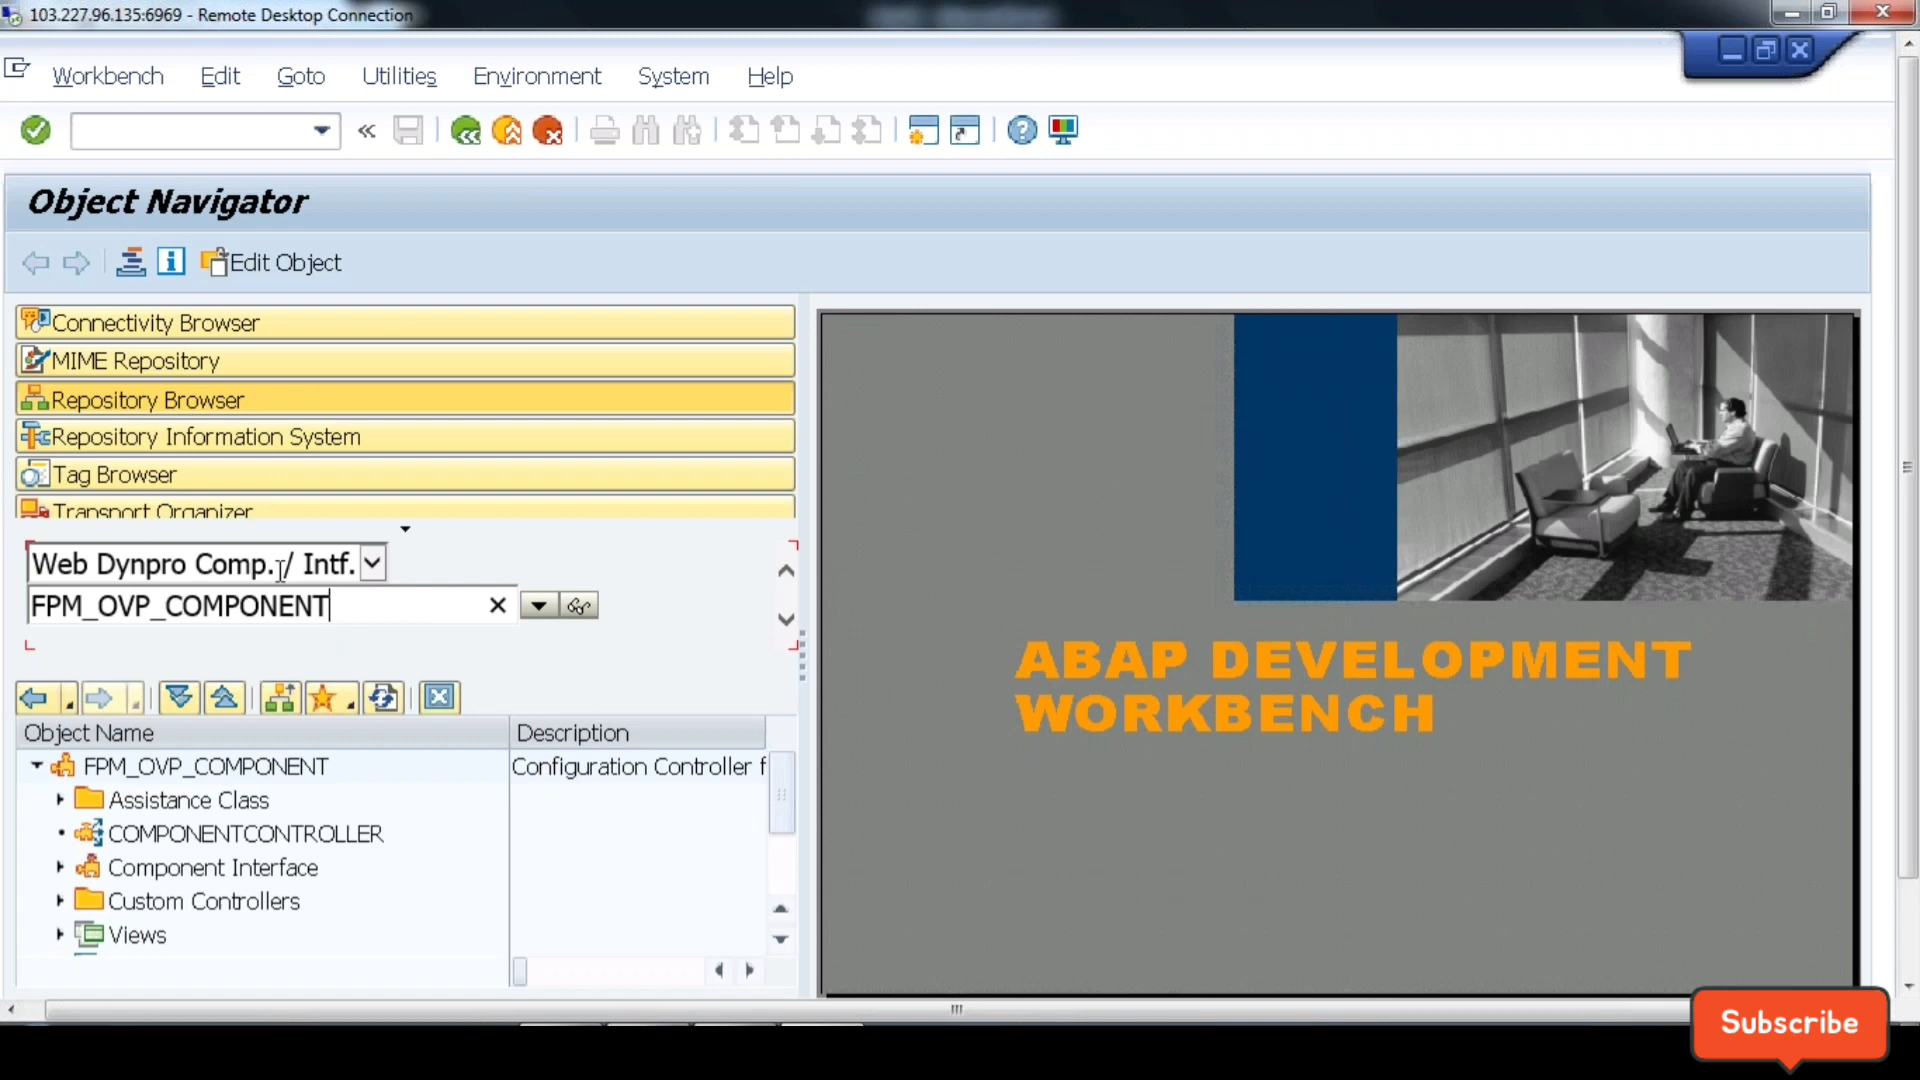 103.227.96.135:6969 - Remote Desktop Connection
Workbench Edit Goto Utilities Environment System Help
Object Navigator
Edit Object
Connectivity Browser
MIME Repository
Repository Browser
Repository Information System
Tag Browser
Transport Organizer
Web Dynpro Comp. / Intf.
FPM_OVP_COMPONENT
Object Name Description
FPM_OVP_COMPONENT Configuration Controller f
Assistance Class
COMPONENTCONTROLLER
Component Interface
Custom Controllers
Views
ABAP DEVELOPMENT
WORKBENCH
Subscribe